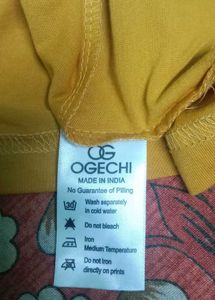 OG
OGECHI
MADE IN INDIA
No Guarantee of Pilling
Wash separately
in cold water
Do not bleach
Iron
Medium Temperature
Do not Iron
directly on prints